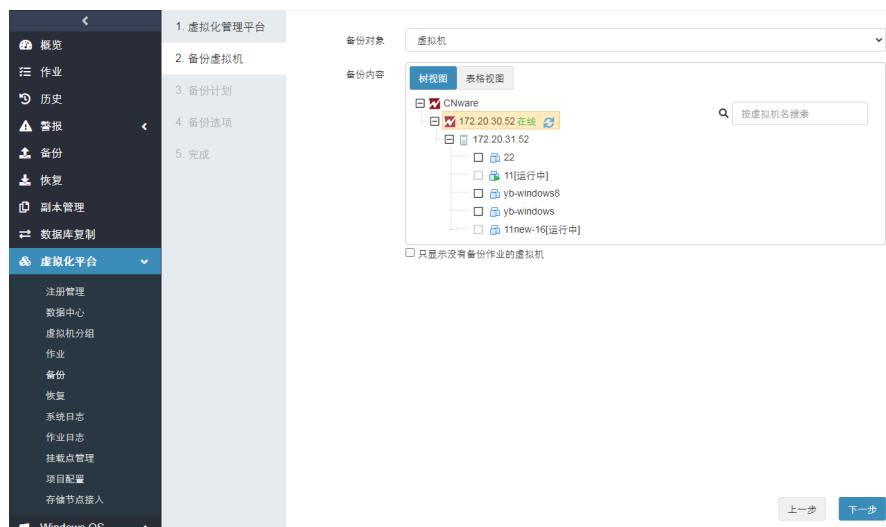 概览
作业
历史
警报
备份
恢复
副本管理
数据库复制
虚拟化平台
注册管理
数据中心
虚拟机分组
作业
备份
恢复
系统日志
作业日志
挂载点管理
项目配置
存储节点接入
Windows OS
1. 虚拟化管理平台
2. 备份虚拟机
3. 备份计划
4. 备份选项
5. 完成
备份对象 虚拟机
备份内容 树视图 表格视图
CNware
172.20.30.52 在线
按虚拟机名搜索
172.20.31.52
22
11[运行中]
yb-windows8
yb-windows
11new-16[运行中]
只显示没有备份作业的虚拟机
上一步 下一步